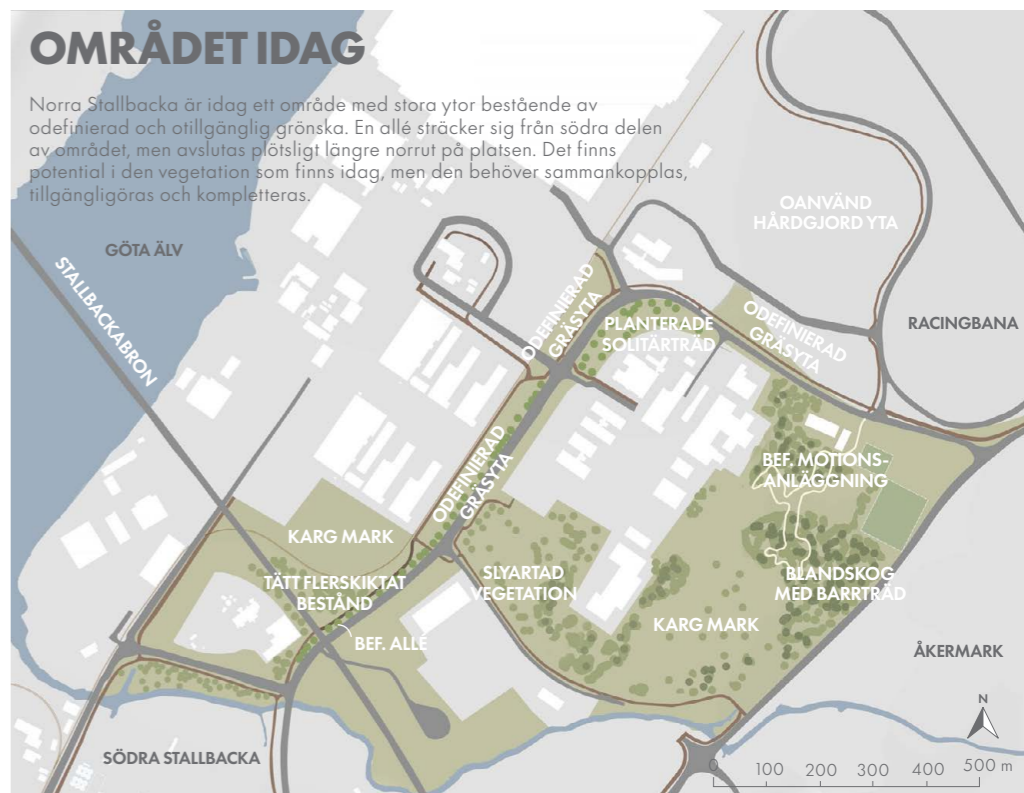 OMRÅDET IDAG
Norra Stallbacka är idag ett område med stora ytor bestående av
odefinierad och otillgänglig grönska. En allé sträcker sig från södra delen
av området, men avslutas plötsligt längre norrut på platsen. Det finns
potential i den vegetation som finns idag, men den behöver sammankopplas,
tillgängligöras och kompletteras.
OANVÄND
HÅRDGJORD YTA
GÖTA ÄLV
STALLBACKABRON
ODEFINIERAD
GRÄSYTA
PLANTERADE
SOLITÄRTRÄD
ODEFINIERAD
GRÄSYTA
RACINGBANA
ODEFINIERAD
GRÄSYTA
BEF. MOTIONS-
ANLÄGGNING
KARG MARK
TÄTT FLERSKIKTAT
BESTÅND
SLYARTAD
VEGETATION
BLANDSKOG
MED BARRTRÄD
KARG MARK
BEF. ALLÉ
ÅKERMARK
SÖDRA STALLBACKA
N
0 100 200 300 400 500 m